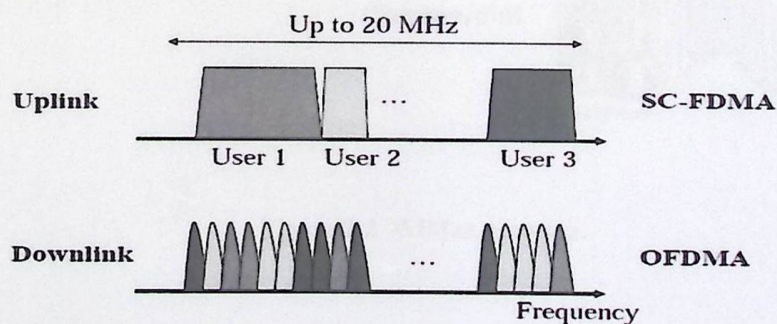 Up to 20 MHz
Uplink
...
SC-FDMA
User 1
User 2
User 3
Downlink
...
OFDMA
Frequency